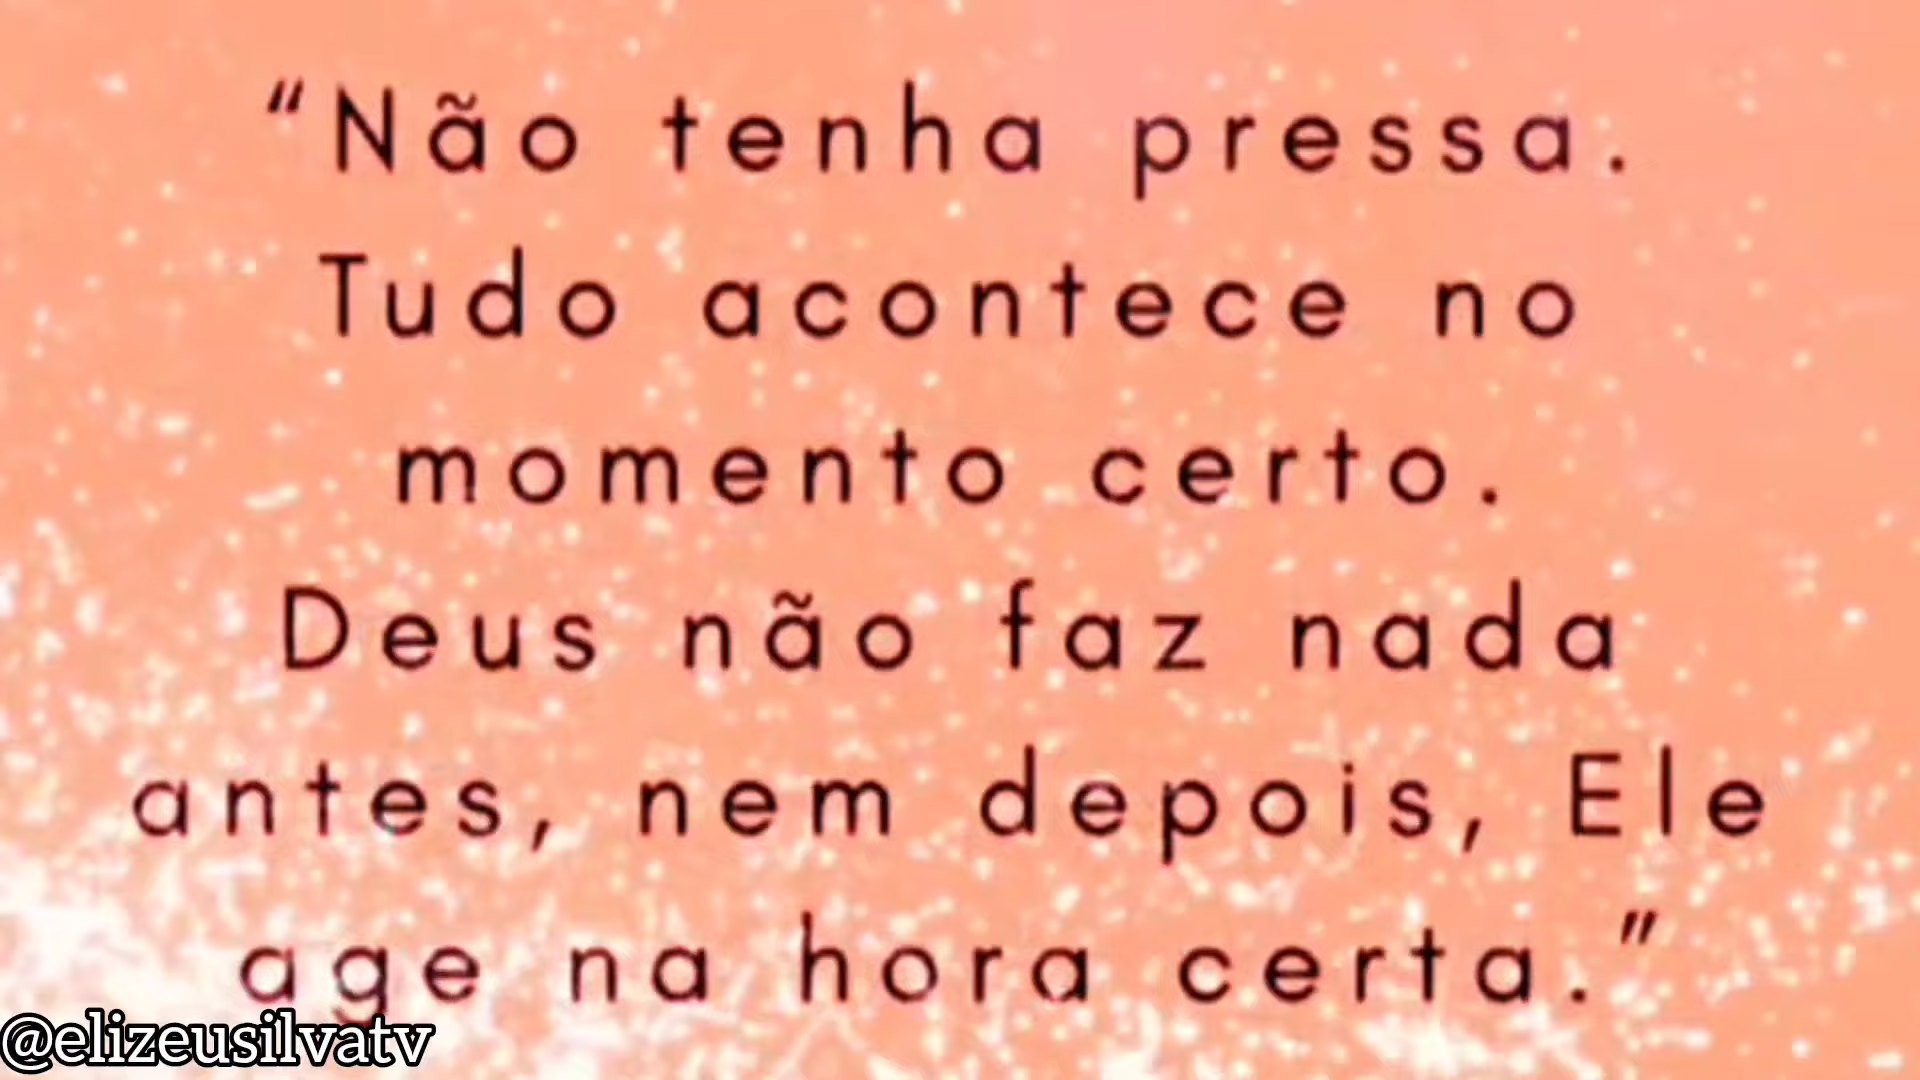 “Não tenha pressa.
Tudo acontece no
momento certo.
Deus não faz nada
antes, nem depois, Ele
age na hora certa.”
@elizeusilvatv